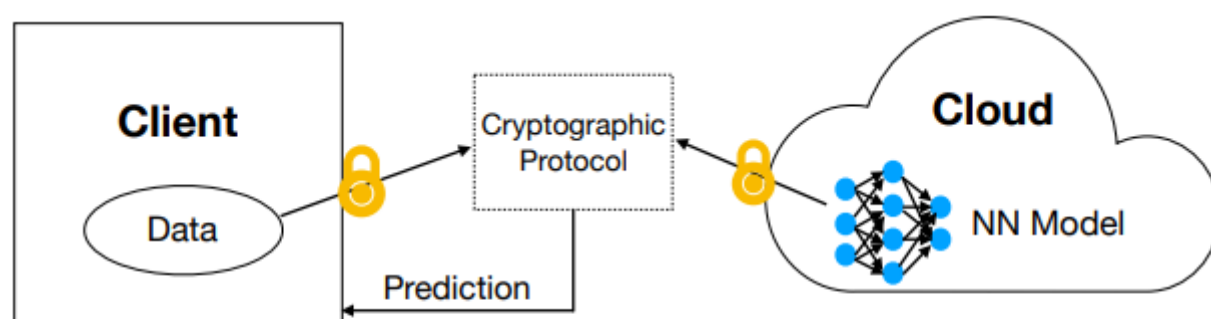 Client
Data
Cryptographic
Protocol
Prediction
Cloud
NN Model